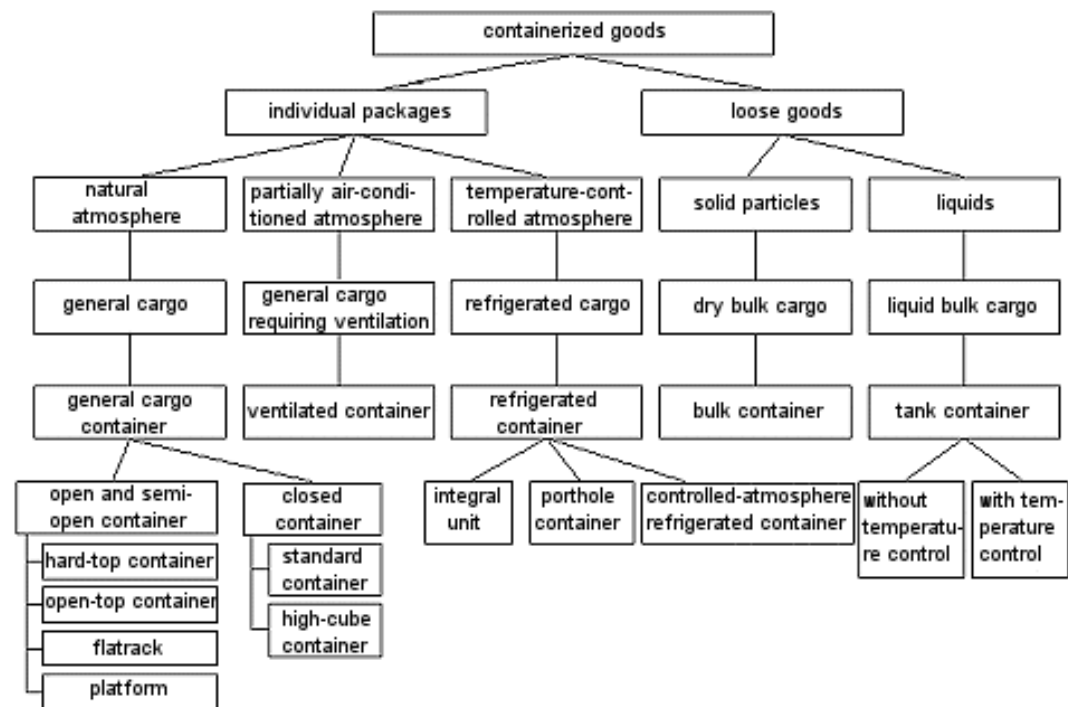 containerized goods
individual packages
loose goods
natural
atmosphere
partially air-condi-
tioned atmosphere
temperature-cont-
rolled atmosphere
solid particles
liquids
general cargo
general cargo
requiring ventilation
refrigerated cargo
dry bulk cargo
liquid bulk cargo
general cargo
container
ventilated container
refrigerated
container
bulk container
tank container
open and semi-
open container
closed
container
integral
unit
porthole
container
controlled-atmosphere
refrigerated container
without
temperatu-
re control
with tem-
perature
control
hard-top container
open-top container
flatrack
platform
standard
container
high-cube
container